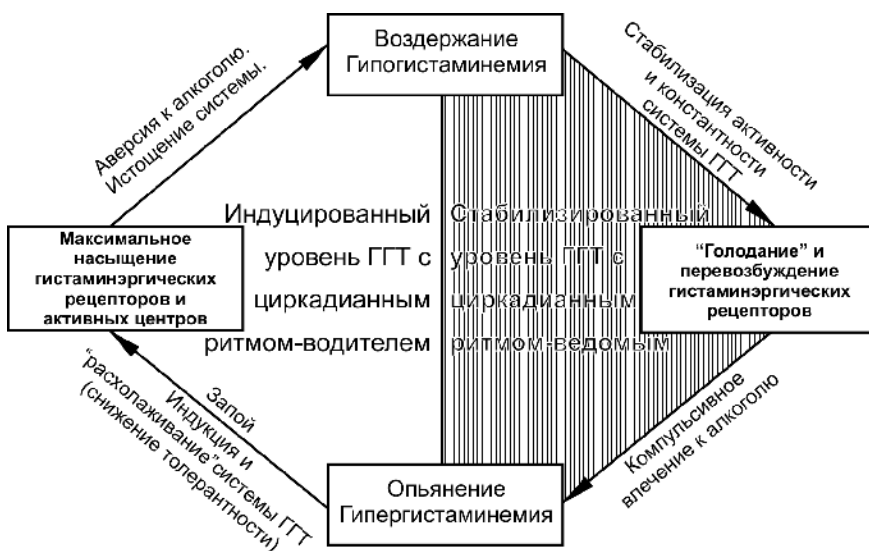 Воздержание
Гипогистаминемия
Аверсия к алкоголю.
Истощение системы.
Стабилизация активности
и константности
системы ГГТ
Индуцированный
уровень ГГТ с
циркадианным
ритмом-водителем
Стабилизированный
уровень ГГТ с
циркадианным
ритмом-ведомым
Максимальное
насыщение
гистаминэргических
рецепторов и
активных центров
“Голодание” и
перевозбуждение
гистаминэргических
рецепторов
Запой
Индукция и
“расхолаживание”системы ГГТ
(снижение толерантности)
Компульсивное
влечение к алкоголю
Опьянение
Гипергистаминемия